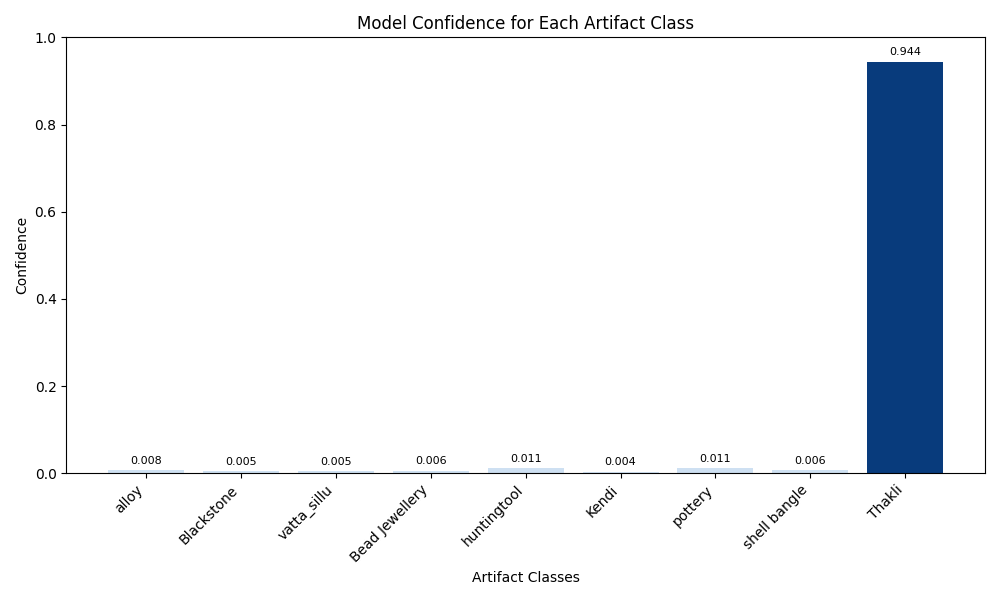 Model Confidence for Each Artifact Class
1.0
0.8
0.6
0.4
0.2
0.0
Confidence
0.008
0.005
0.005
0.006
0.011
0.004
0.011
0.006
0.944
alloy
Blackstone
vatta_sillu
Bead Jewellery
huntingtool
Kendi
pottery
shell bangle
Thakli
Artifact Classes